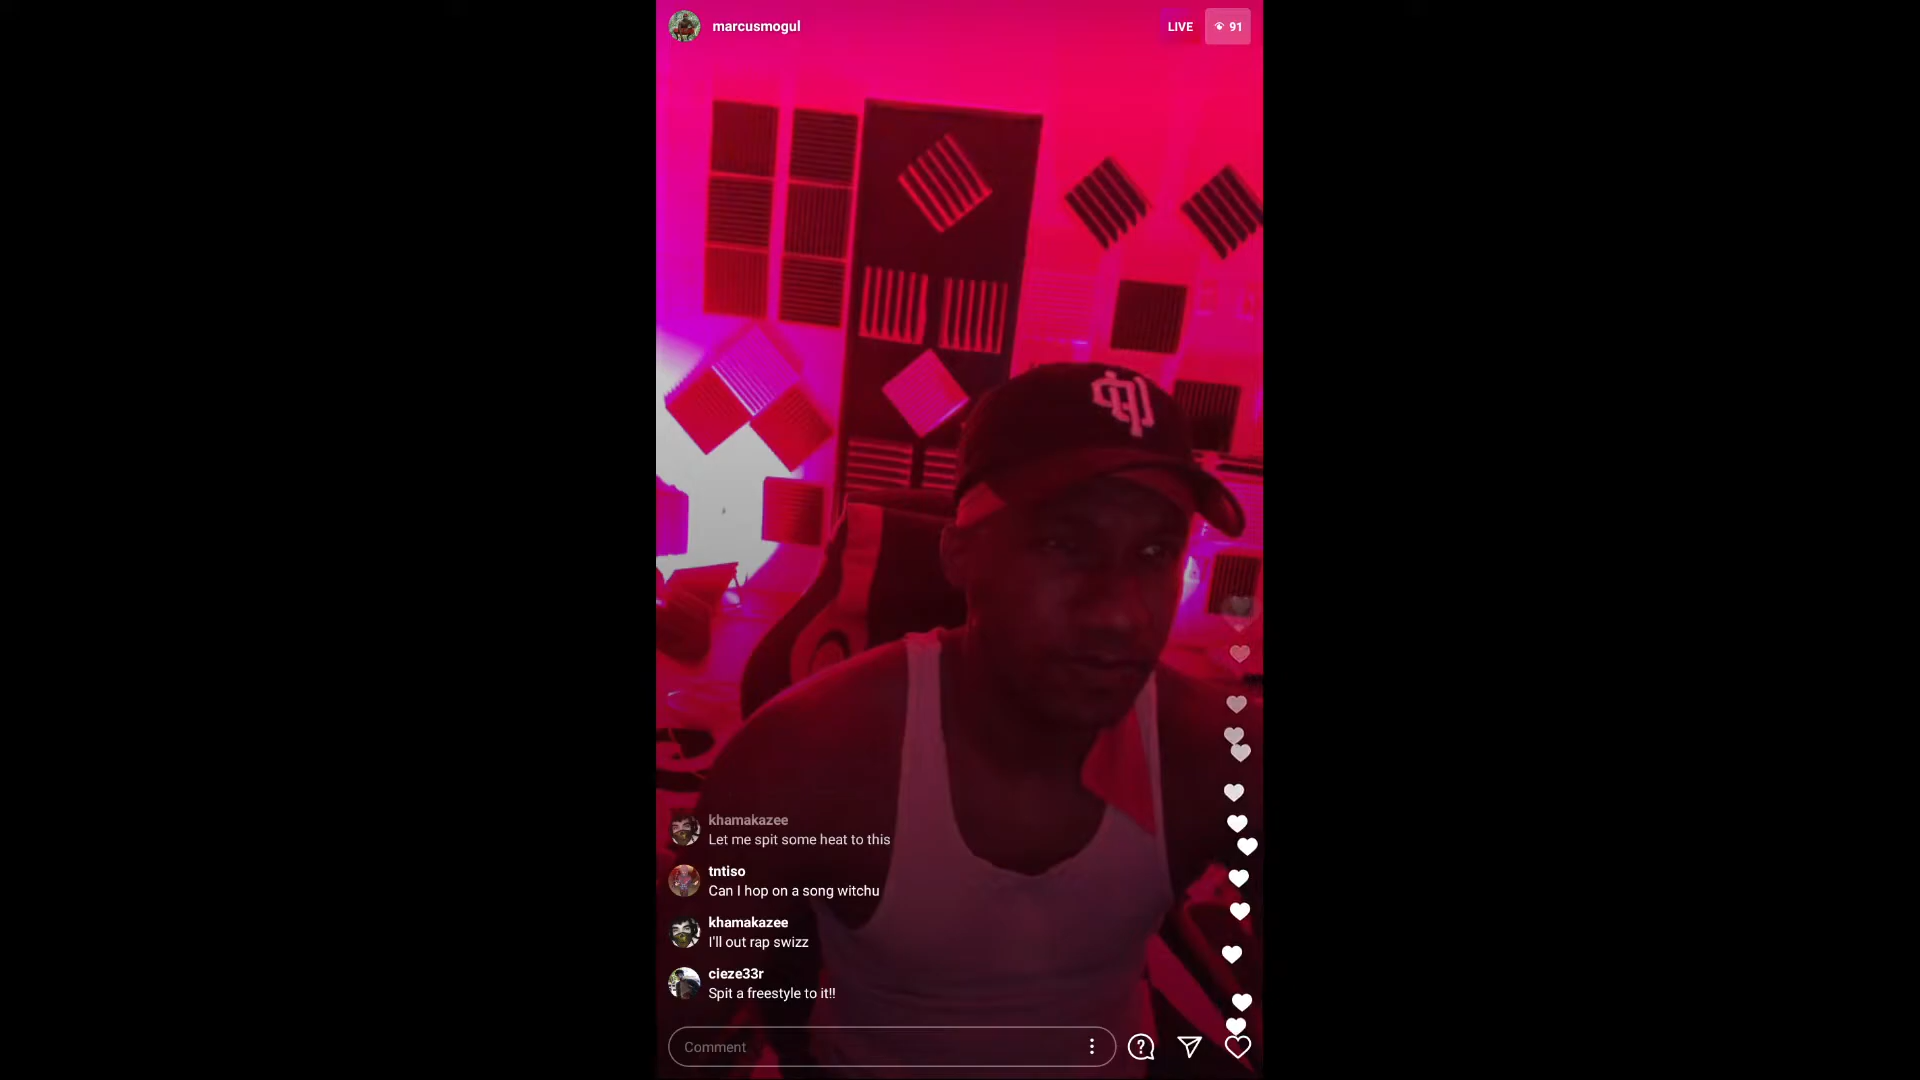 marcusmogul
LIVE
91
khamakazee
Let me spit some heat to this
tntiso
Can I hop on a song witchu
khamakazee
I'll out rap swizz
cieze33r
Spit a freestyle to it!!
Comment